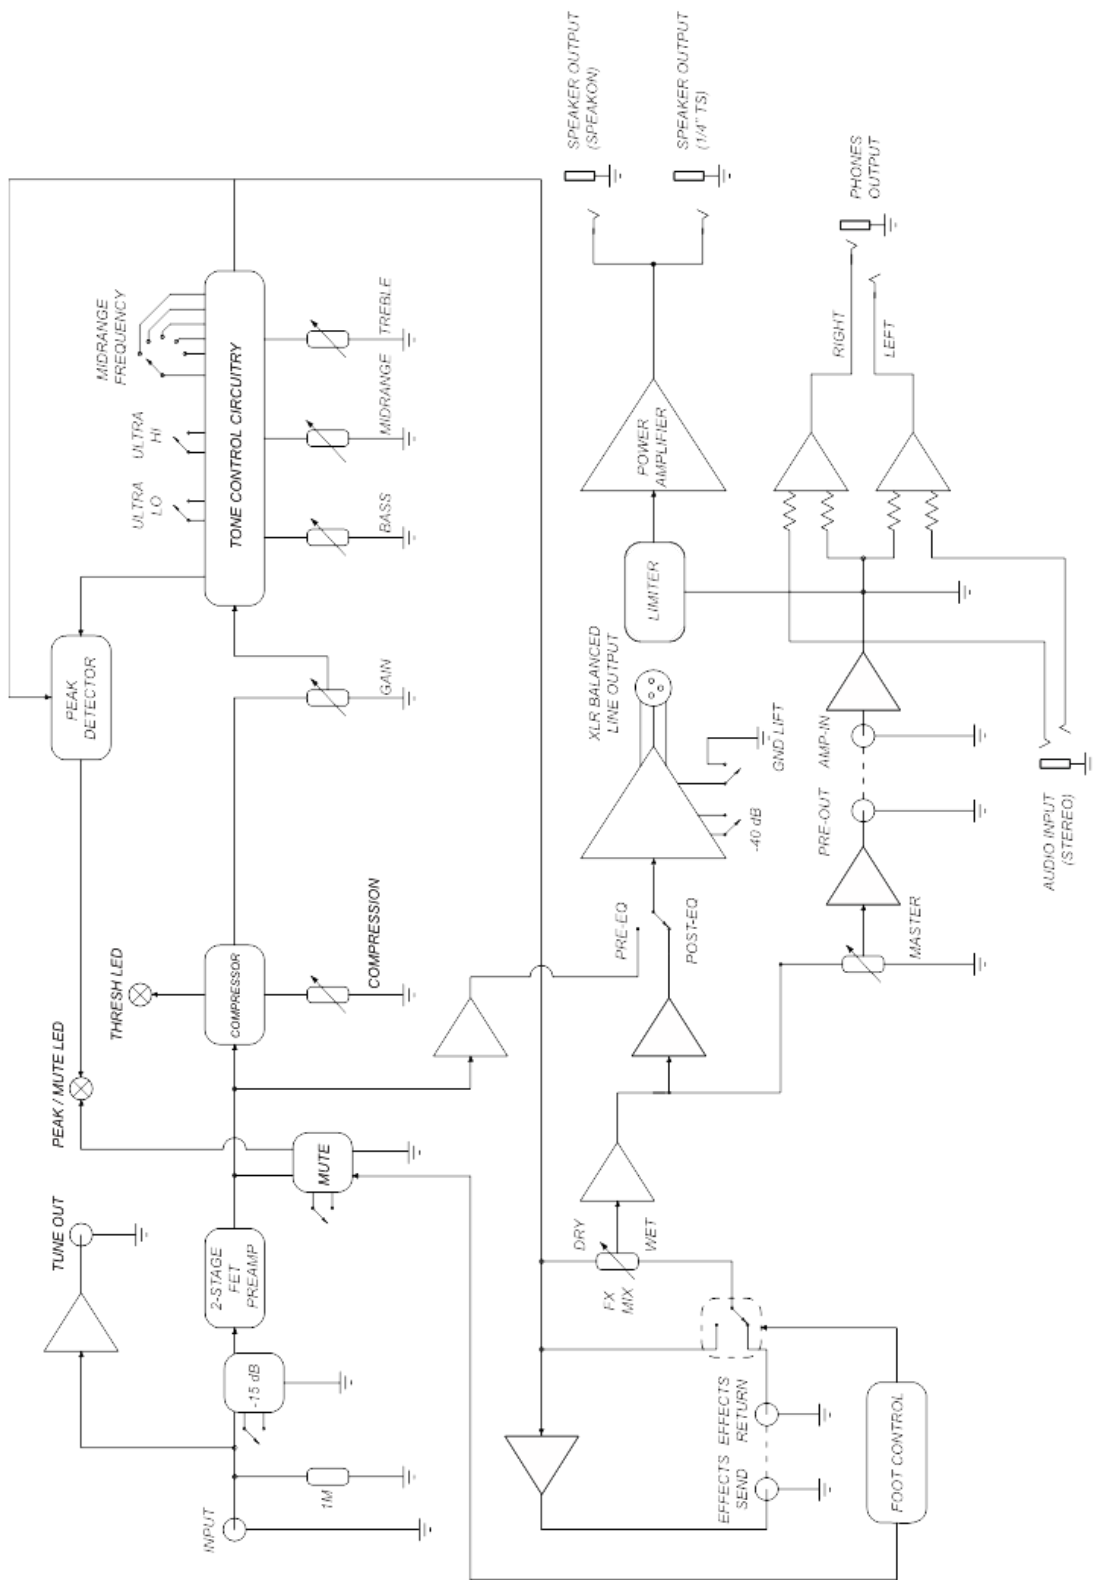 INPUT
1M
TUNE OUT
-15 dB
2-STAGE
FET
PREAMP
MUTE
PEAK / MUTE LED
THRESH LED
COMPRESSOR
COMPRESSION
GAIN
PEAK
DETECTOR
TONE CONTROL CIRCUITRY
ULTRA
LO
ULTRA
HI
MIDRANGE
FREQUENCY
BASS
MIDRANGE
TREBLE
EFFECTS
SEND
EFFECTS
RETURN
FOOT CONTROL
FX
MIX
DRY
WET
PRE-EQ
POST-EQ
-40 dB
GND LIFT
XLR BALANCED
LINE OUTPUT
LIMITER
POWER
AMPLIFIER
SPEAKER OUTPUT
(SPEAKON)
SPEAKER OUTPUT
(1/4" TS)
MASTER
PRE-OUT
AMP-IN
AUDIO INPUT
(STEREO)
RIGHT
LEFT
PHONES
OUTPUT